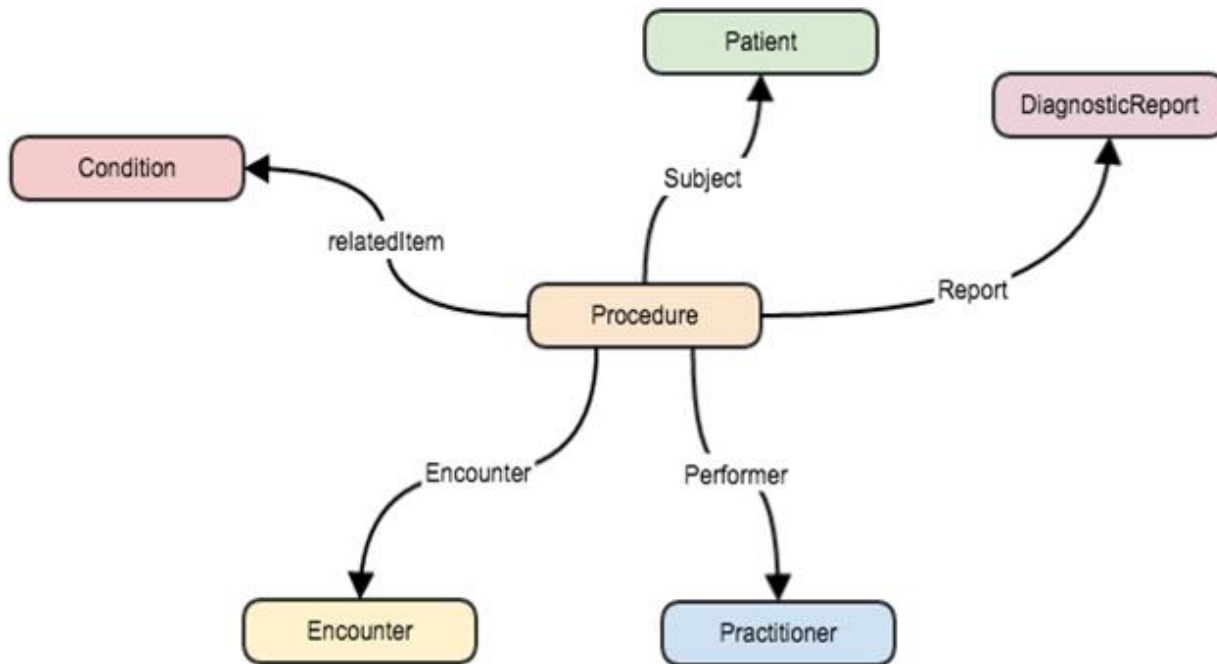 Patient
DiagnosticReport
Condition
Subject
relatedItem
Report
Procedure
Encounter
Performer
Encounter
Practitioner